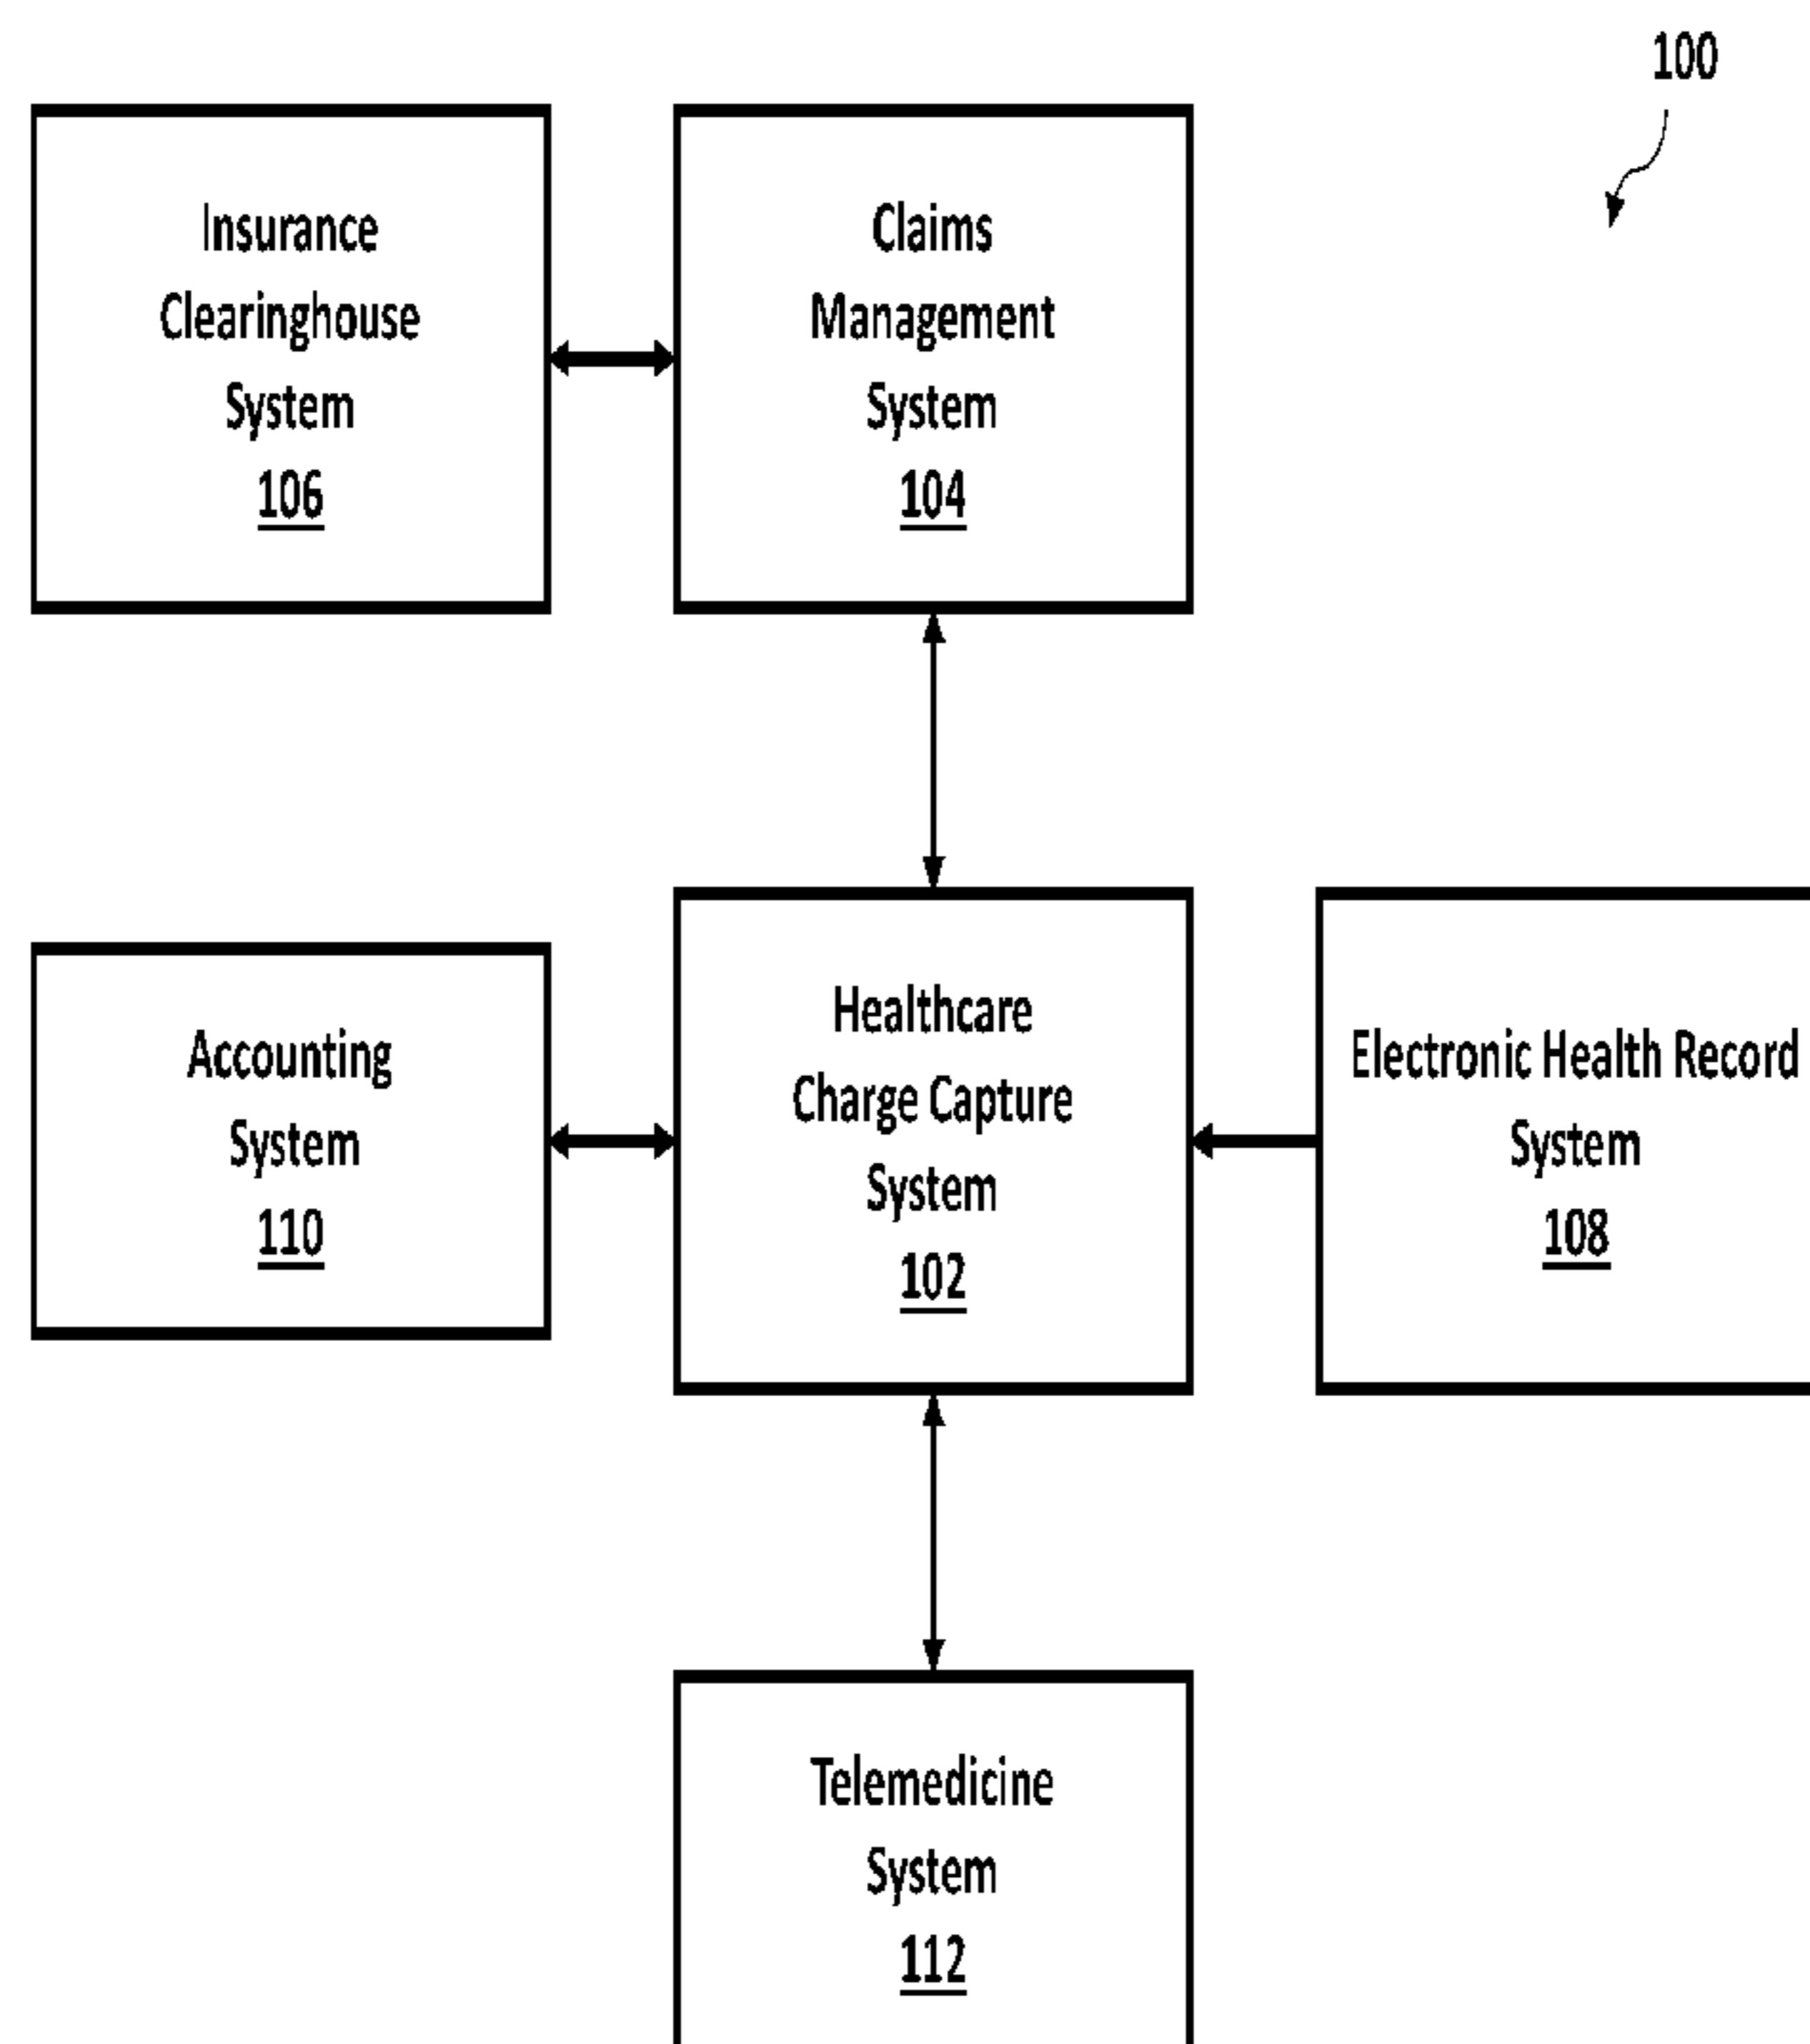 100
Insurance
Clearinghouse
System
106
Claims
Management
System
104
Accounting
System
110
Healthcare
Charge Capture
System
102
Electronic Health Record
System
108
Telemedicine
System
112